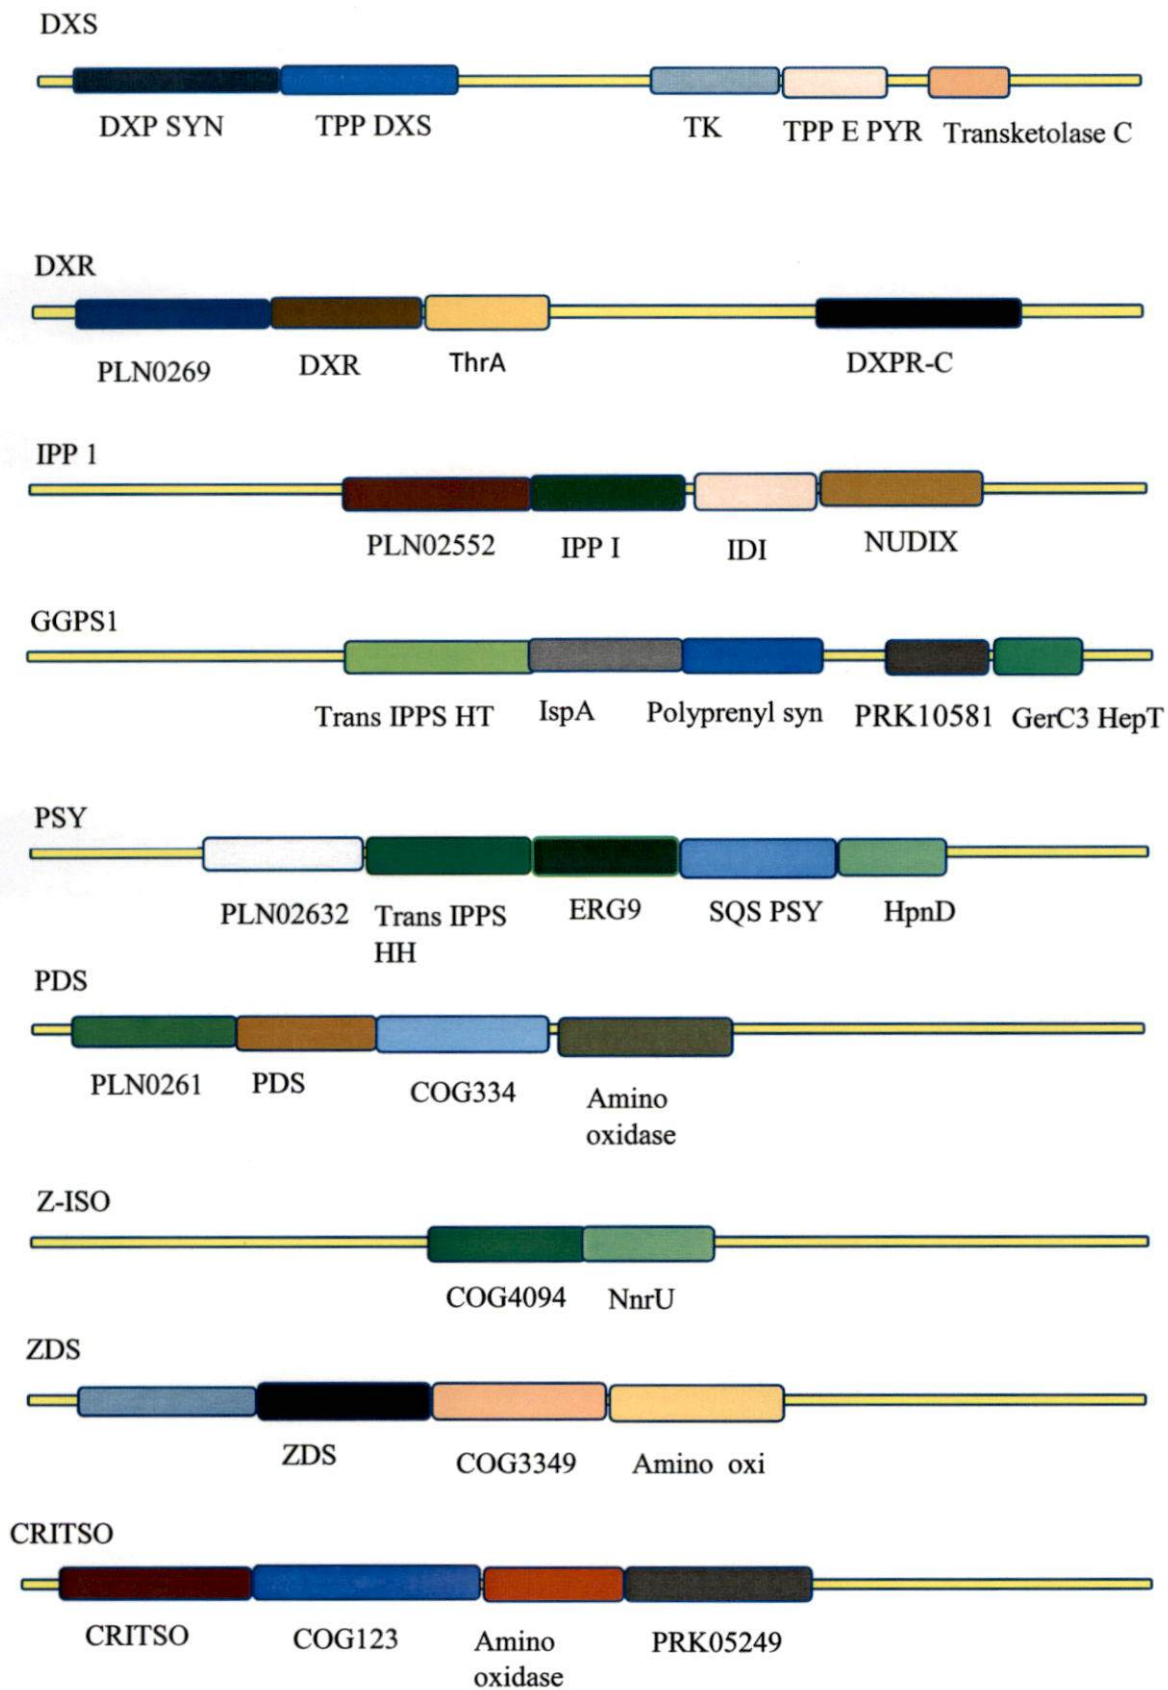 DXS
DXP SYN TPP DXS TK TPP E PYR Transketolase C
DXR
PLN0269 DXR ThrA DXPR-C
IPP 1
PLN02552 IPP I IDI NUDIX
GGPS1
Trans IPPS HT IspA Polyprenyl syn PRK10581 GerC3 HepT
PSY
PLN02632 Trans IPPS ERG9 SQS PSY HpnD
HH
PDS
PLN0261 PDS COG334 Amino
oxidase
Z-ISO
COG4094 NnrU
ZDS
ZDS COG3349 Amino oxi
CRITSO
CRITSO COG123 Amino PRK05249
oxidase